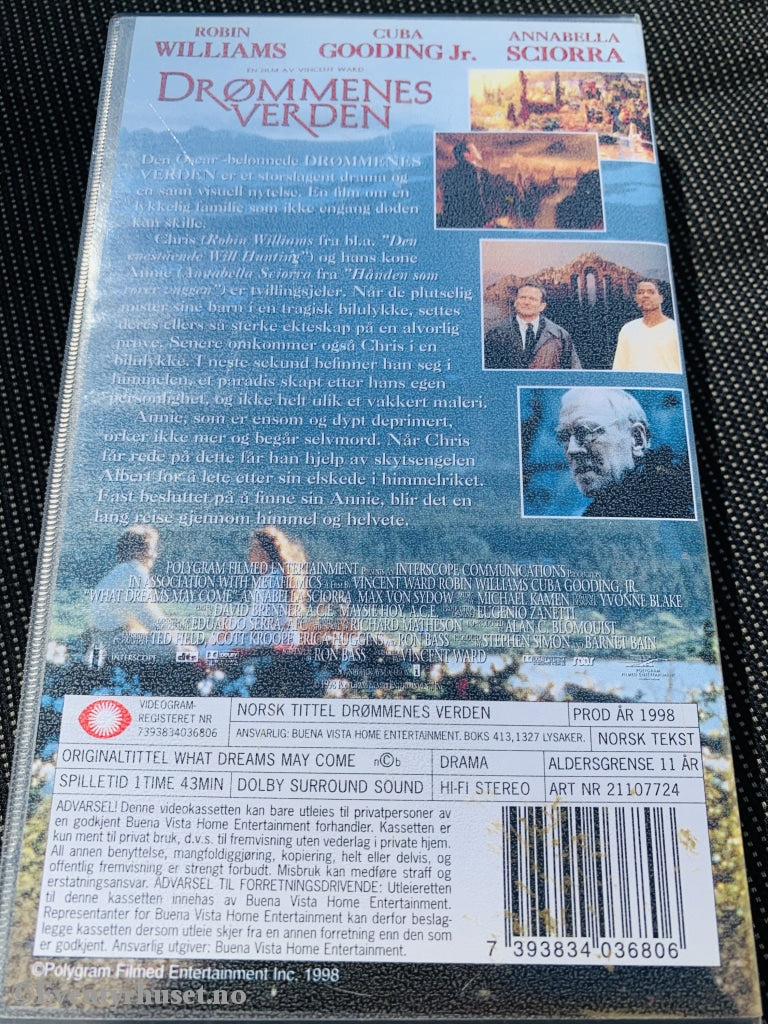 ROBIN WILLIAMS
CUBA GOODING Jr.
ANNABELLA SCIORRA
EN FILM AV VINCENT WARD
DRØMMENES
VERDEN
Den Oscar-belønnede DRØMMENES
VERDEN er et storslagent drama og
en sann visuell nytelse. En film om en
lykkelig familie som ikke engang døden
kan skille.
Chris (Robin Williams fra bl.a. "Den
enestående Will Hunting") og hans kone
Annie (Annabella Sciorra fra "Hånden som
rører vuggen") er tvillingsjeler. Når de plutselig
mister sine barn i en tragisk bilulykke, settes
deres ellers så sterke ekteskap på en alvorlig
prøve. Senere omkommer også Chris i en
bilulykke. I neste sekund befinner han seg i
himmelen, et paradis skapt etter hans egen
personlighet, og ikke helt ulik et vakkert maleri.
Annie, som er ensom og dypt deprimert,
orker ikke mer og begår selvmord. Når Chris
får rede på dette får han hjelp av skytsengelen
Albert for å lete etter sin elskede i himmelriket.
Fast besluttet på å finne sin Annie, blir det en
lang reise gjennom himmel og helvete.
POLYGRAM FILMED ENTERTAINMENT INTERSCOPE COMMUNICATIONS
IN ASSOCIATION WITH METAFILMICS VINCENT WARD ROBIN WILLIAMS CUBA GOODING, JR.
"WHAT DREAMS MAY COME" ANNABELLA SCIORRA MAX VON SYDOW MICHAEL KAMEN YVONNE BLAKE
DAVID BRENNER, A.C.E. MAYSIE HOY, A.C.E. EUGENIO ZANETTI
EDUARDO SERRA RICHARD MATHESON ALAN C. BLOMQUIST
TED FIELD, SCOTT KROOPF, ERICA HUGGINS RON BASS STEPHEN SIMON BARNET BAIN
RON BASS VINCENT WARD
INTERSCOPE dts POLYGRAM FILMED ENTERTAINMENT
VIDEOGRAM-
REGISTERET NR
7393834036806
NORSK TITTEL DRØMMENES VERDEN
PROD ÅR 1998
ANSVARLIG: BUENA VISTA HOME ENTERTAINMENT. BOKS 413,1327 LYSAKER.
NORSK TEKST
ORIGINALTITTEL WHAT DREAMS MAY COME n©b
DRAMA
ALDERSGRENSE 11 ÅR
SPILLETID 1TIME 43MIN
DOLBY SURROUND SOUND
HI-FI STEREO
ART NR 21107724
ADVARSEL! Denne videokassetten kan bare utleies til privatpersoner av
en godkjent Buena Vista Home Entertainment forhandler. Kassetten er
kun ment til privat bruk, d.v.s. til fremvisning uten vederlag i private hjem.
All annen benyttelse, mangfoldiggjøring, kopiering, helt eller delvis, og
offentlig fremvisning er strengt forbudt. Misbruk kan medføre straff og
erstatningsansvar. ADVARSEL TIL FORRETNINGSDRIVENDE: Utleieretten
til denne kassetten innehas av Buena Vista Home Entertainment.
Representanter for Buena Vista Home Entertainment kan derfor beslag-
legge kassetten dersom utleie skjer fra en annen forretning enn den som
er godkjent. Ansvarlig utgiver: Buena Vista Home Entertainment.
7 393834 036806
©Polygram Filmed Entertainment Inc. 1998